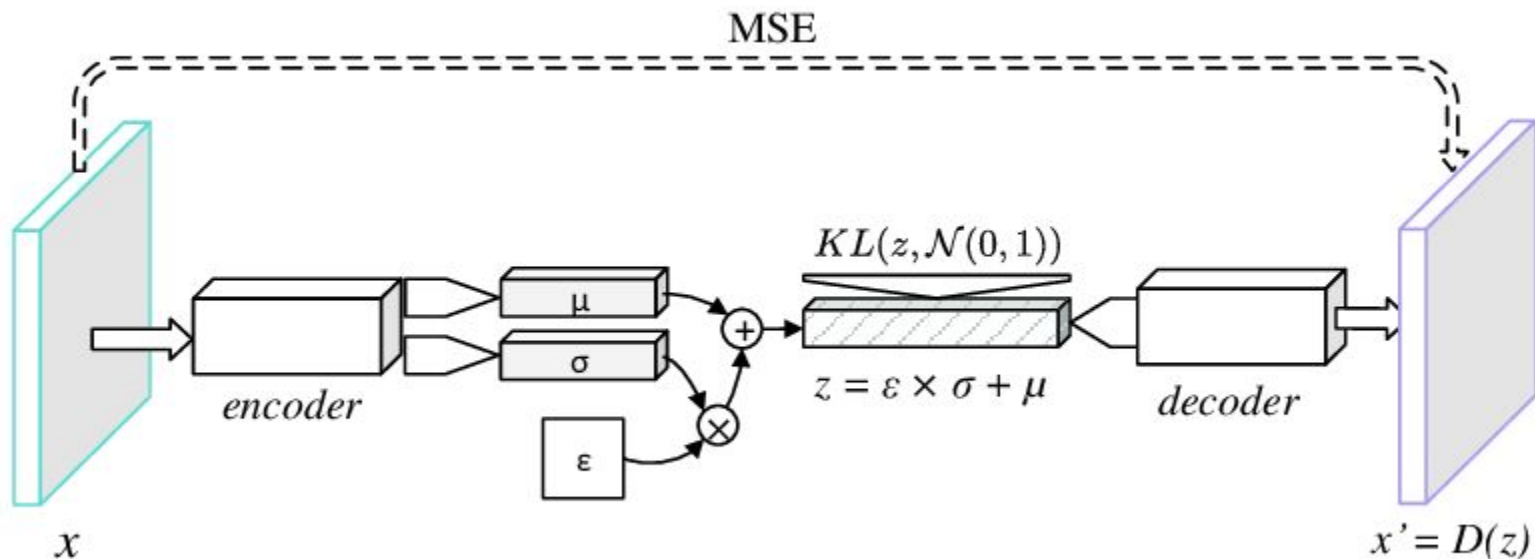 MSE
KL(z, 𝒩(0, 1))
μ
+
σ
z = ε × σ + μ
encoder
decoder
×
ε
x
x’ = D(z)